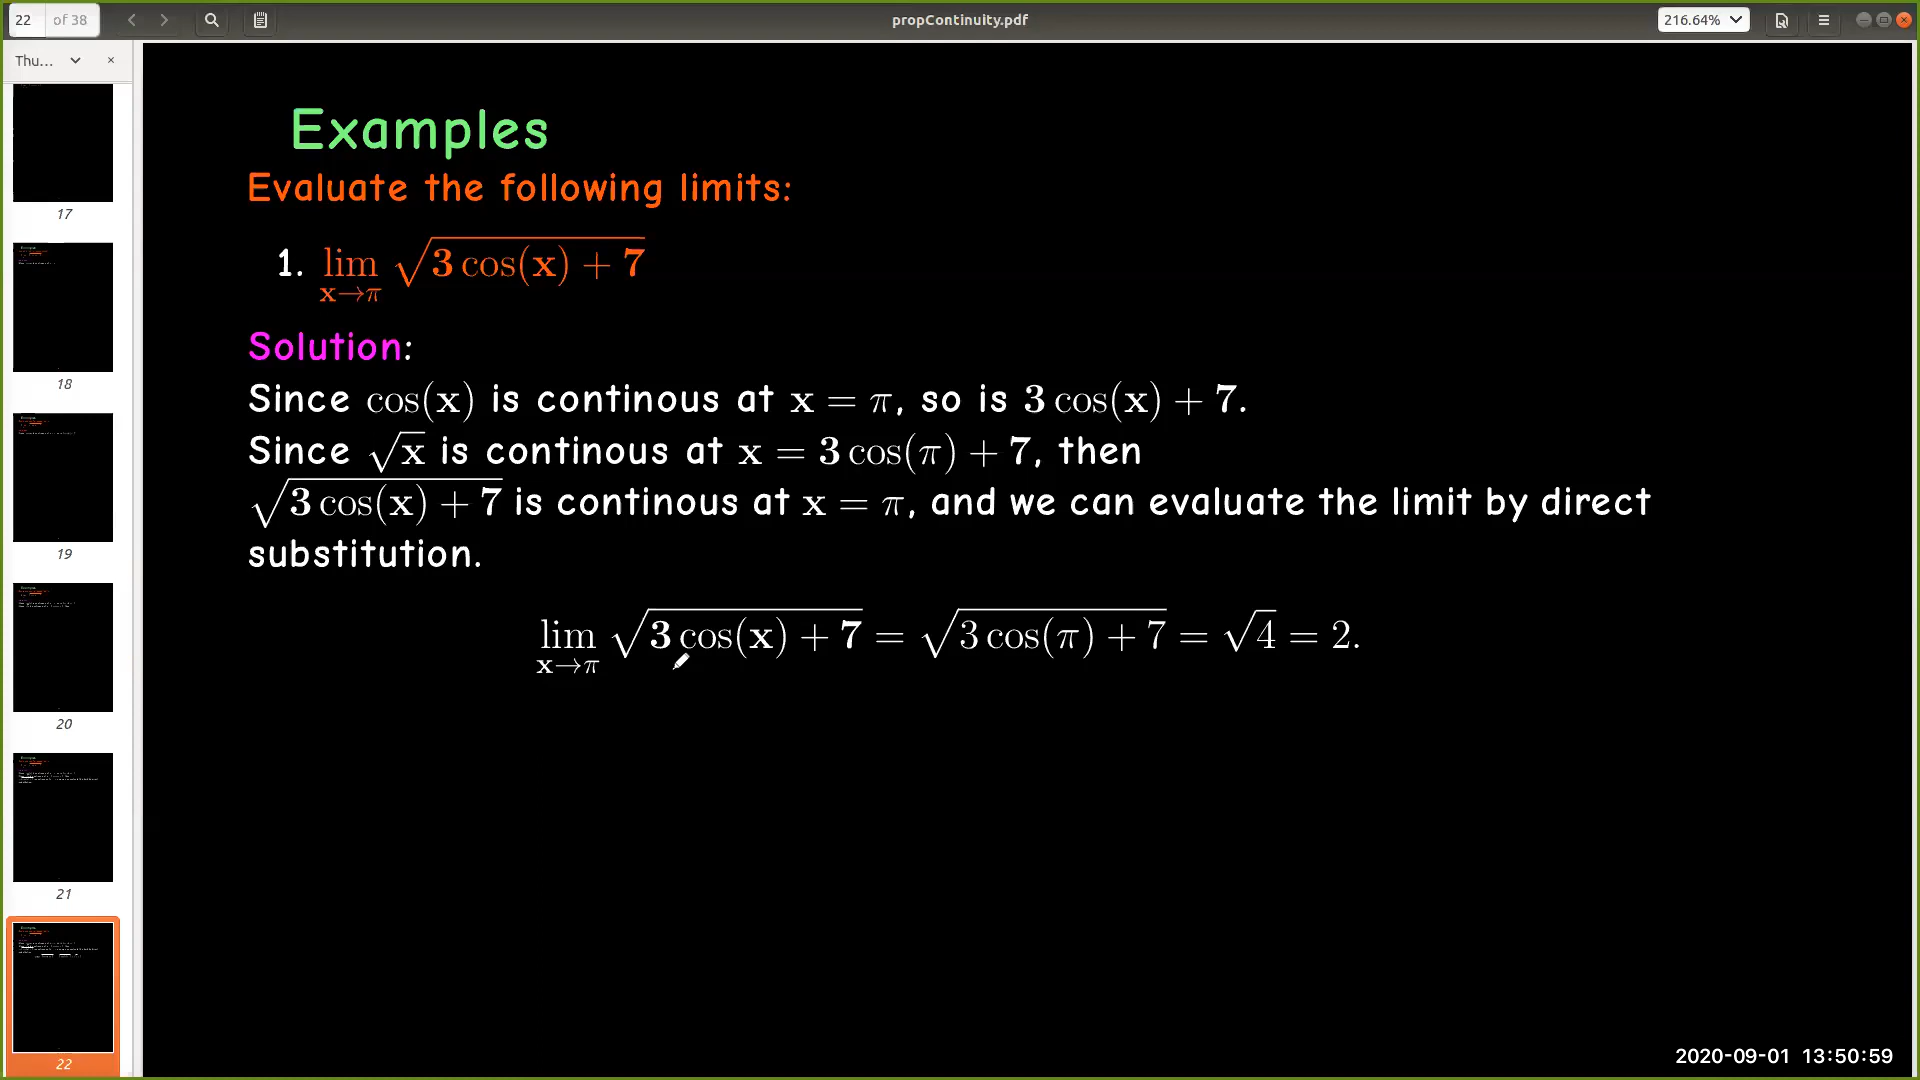 22 of 38
propContinuity.pdf
216.64%
Thu...
17
18
19
20
21
22
Examples
Evaluate the following limits:
1. lim x→π √(3 cos(x) + 7)
Solution:
Since cos(x) is continous at x = π, so is 3 cos(x) + 7.
Since √x is continous at x = 3 cos(π) + 7, then
√(3 cos(x) + 7) is continous at x = π, and we can evaluate the limit by direct
substitution.
lim x→π √(3 cos(x) + 7) = √(3 cos(π) + 7) = √4 = 2.
2020-09-01 13:50:59